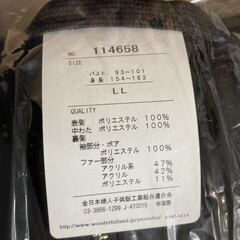 NO. 114658
SIZE
バスト 93～101
身長 154～162
LL
QUALITY
表側 ポリエステル 100%
中わた ポリエステル 100%
裏側
袖部分・ボア
ポリエステル 100%
ファー部分
アクリル系 47%
アクリル 42%
ポリエステル 11%
全日本婦人子供服工業組合連合会
03-3866-1299 J-AT0015 中国製